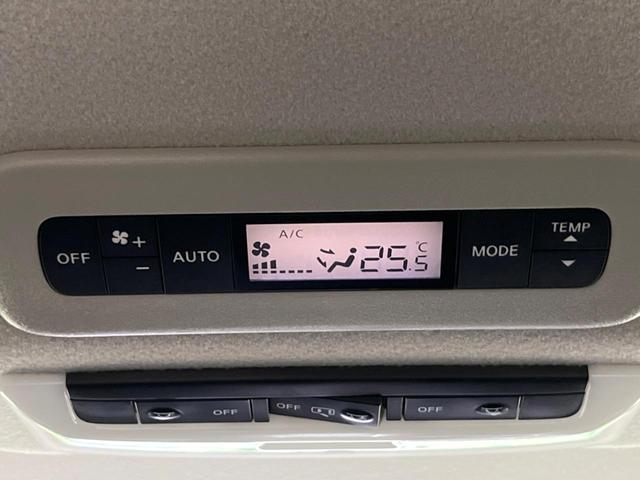 OFF
+
−
AUTO
A/C
25.5 °C
MODE
TEMP
OFF
OFF
OFF